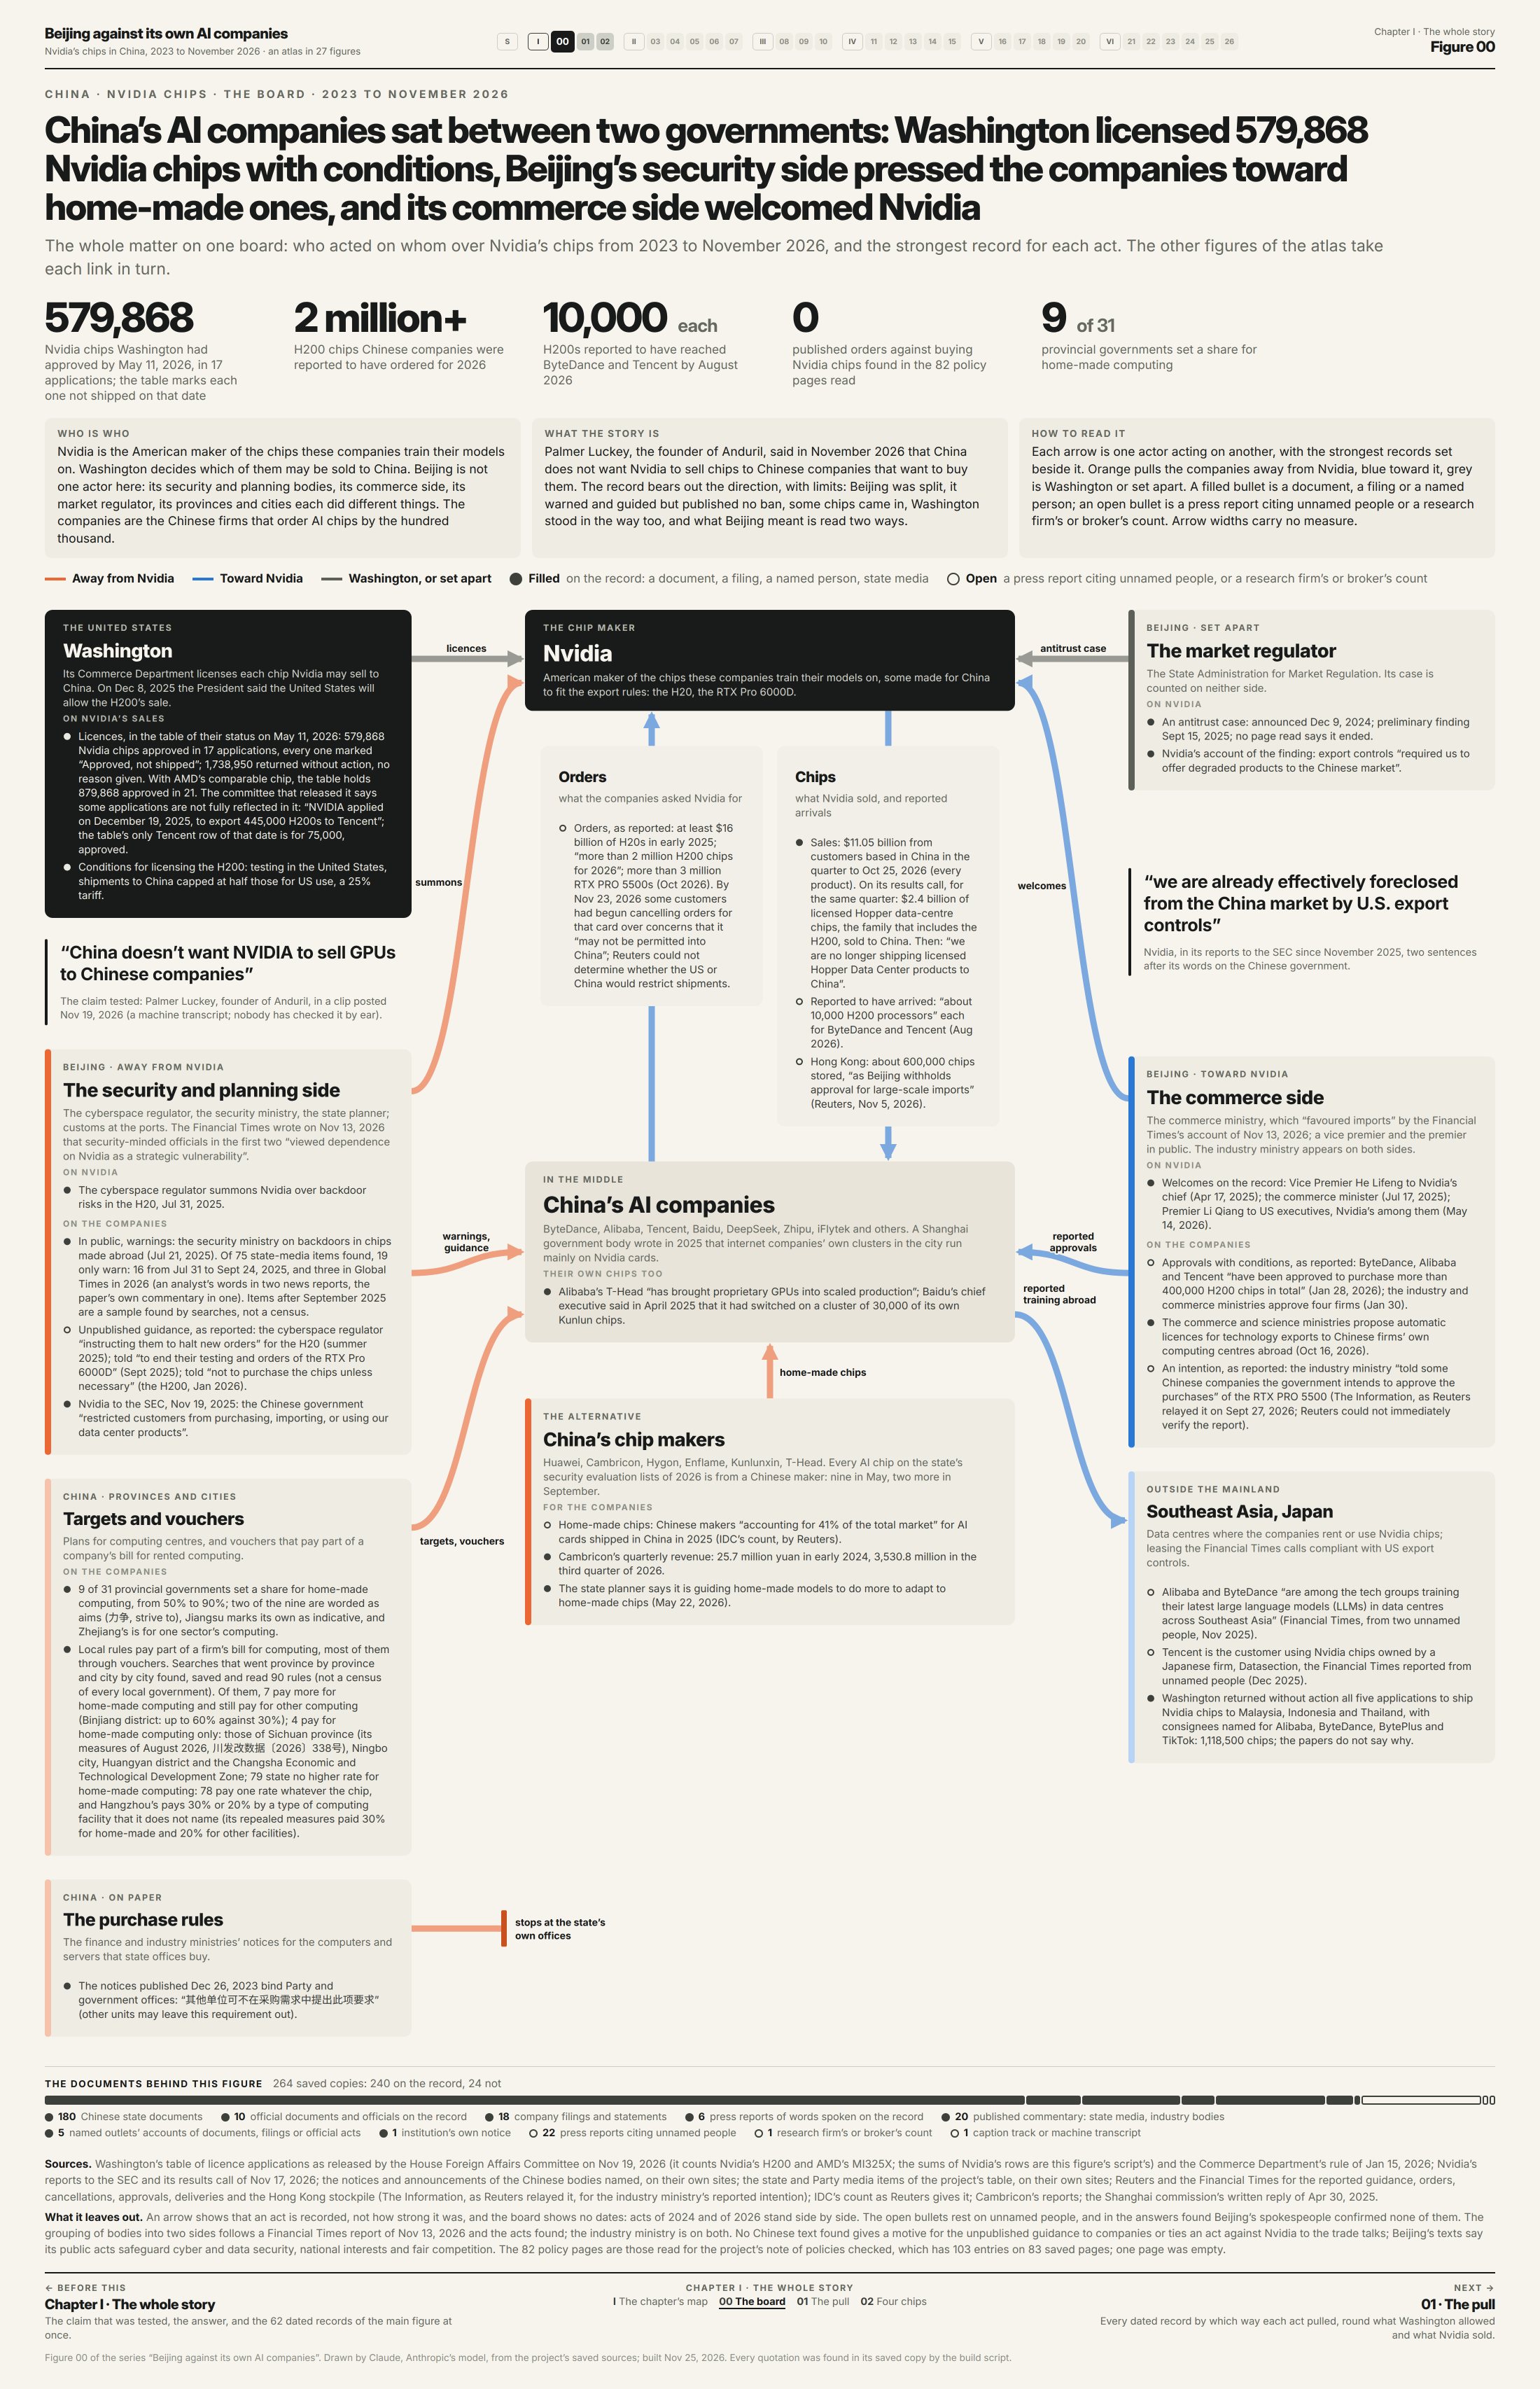 Beijing against its own AI companies
Nvidia's chips in China, 2023 to November 2026 · an atlas in 27 figures
S I 00 01 02 II 03 04 05 06 07 III 08 09 10 IV 11 12 13 14 15 V 16 17 18 19 20 VI 21 22 23 24 25 26
Chapter I · The whole story
Figure 00
CHINA · NVIDIA CHIPS · THE BOARD · 2023 TO NOVEMBER 2026
China's AI companies sat between two governments: Washington licensed 579,868
Nvidia chips with conditions, Beijing's security side pressed the companies toward
home-made ones, and its commerce side welcomed Nvidia
The whole matter on one board: who acted on whom over Nvidia's chips from 2023 to November 2026, and the strongest record for each act. The other figures of the atlas take
each link in turn.
579,868
Nvidia chips Washington had
approved by May 11, 2026, in 17
applications; the table marks each
one not shipped on that date
2 million+
H200 chips Chinese companies were
reported to have ordered for 2026
10,000 each
H200s reported to have reached
ByteDance and Tencent by August
2026
0
published orders against buying
Nvidia chips found in the 82 policy
pages read
9 of 31
provincial governments set a share for
home-made computing
WHO IS WHO
Nvidia is the American maker of the chips these companies train their models
on. Washington decides which of them may be sold to China. Beijing is not
one actor here: its security and planning bodies, its commerce side, its
market regulator, its provinces and cities each did different things. The
companies are the Chinese firms that order AI chips by the hundred
thousand.
WHAT THE STORY IS
Palmer Luckey, the founder of Anduril, said in November 2026 that China
does not want Nvidia to sell chips to Chinese companies that want to buy
them. The record bears out the direction, with limits: Beijing was split, it
warned and guided but published no ban, some chips came in, Washington
stood in the way too, and what Beijing meant is read two ways.
HOW TO READ IT
Each arrow is one actor acting on another, with the strongest records set
beside it. Orange pulls the companies away from Nvidia, blue toward it, grey
is Washington or set apart. A filled bullet is a document, a filing or a named
person; an open bullet is a press report citing unnamed people or a research
firm's or broker's count. Arrow widths carry no measure.
Away from Nvidia
Toward Nvidia
Washington, or set apart
Filled on the record: a document, a filing, a named person, state media
Open a press report citing unnamed people, or a research firm's or broker's count
THE UNITED STATES
Washington
Its Commerce Department licenses each chip Nvidia may sell to
China. On Dec 8, 2025 the President said the United States will
allow the H200's sale.
ON NVIDIA'S SALES
Licences, in the table of their status on May 11, 2026: 579,868
Nvidia chips approved in 17 applications, every one marked
"Approved, not shipped"; 1,738,950 returned without action, no
reason given. With AMD's comparable chip, the table holds
879,868 approved in 21. The committee that released it says
some applications are not fully reflected in it: "NVIDIA applied
on December 19, 2025, to export 445,000 H200s to Tencent";
the table's only Tencent row of that date is for 75,000,
approved.
Conditions for licensing the H200: testing in the United States,
shipments to China capped at half those for US use, a 25%
tariff.
licences
summons
THE CHIP MAKER
Nvidia
American maker of the chips these companies train their models on, some made for China
to fit the export rules: the H20, the RTX Pro 6000D.
antitrust case
welcomes
BEIJING · SET APART
The market regulator
The State Administration for Market Regulation. Its case is
counted on neither side.
ON NVIDIA
An antitrust case: announced Dec 9, 2024; preliminary finding
Sept 15, 2025; no page read says it ended.
Nvidia's account of the finding: export controls "required us to
offer degraded products to the Chinese market".
Orders
what the companies asked Nvidia for
Orders, as reported: at least $16
billion of H20s in early 2025;
"more than 2 million H200 chips
for 2026"; more than 3 million
RTX PRO 5500s (Oct 2026). By
Nov 23, 2026 some customers
had begun cancelling orders for
that card over concerns that it
"may not be permitted into
China"; Reuters could not
determine whether the US or
China would restrict shipments.
Chips
what Nvidia sold, and reported
arrivals
Sales: $11.05 billion from
customers based in China in the
quarter to Oct 25, 2026 (every
product). On its results call, for
the same quarter: $2.4 billion of
licensed Hopper data-centre
chips, the family that includes the
H200, sold to China. Then: "we
are no longer shipping licensed
Hopper Data Center products to
China".
Reported to have arrived: "about
10,000 H200 processors" each
for ByteDance and Tencent (Aug
2026).
Hong Kong: about 600,000 chips
stored, "as Beijing withholds
approval for large-scale imports"
(Reuters, Nov 5, 2026).
"we are already effectively foreclosed
from the China market by U.S. export
controls"
Nvidia, in its reports to the SEC since November 2025, two sentences
after its words on the Chinese government.
"China doesn't want NVIDIA to sell GPUs
to Chinese companies"
The claim tested: Palmer Luckey, founder of Anduril, in a clip posted
Nov 19, 2026 (a machine transcript; nobody has checked it by ear).
BEIJING · AWAY FROM NVIDIA
The security and planning side
The cyberspace regulator, the security ministry, the state planner;
customs at the ports. The Financial Times wrote on Nov 13, 2026
that security-minded officials in the first two "viewed dependence
on Nvidia as a strategic vulnerability".
ON NVIDIA
The cyberspace regulator summons Nvidia over backdoor
risks in the H20, Jul 31, 2025.
ON THE COMPANIES
In public, warnings: the security ministry on backdoors in chips
made abroad (Jul 21, 2025). Of 75 state-media items found, 19
only warn: 16 from Jul 31 to Sept 24, 2025, and three in Global
Times in 2026 (an analyst's words in two news reports, the
paper's own commentary in one). Items after September 2025
are a sample found by searches, not a census.
Unpublished guidance, as reported: the cyberspace regulator
"instructing them to halt new orders" for the H20 (summer
2025); told "to end their testing and orders of the RTX Pro
6000D" (Sept 2025); told "not to purchase the chips unless
necessary" (the H200, Jan 2026).
Nvidia to the SEC, Nov 19, 2025: the Chinese government
"restricted customers from purchasing, importing, or using our
data center products".
warnings,
guidance
IN THE MIDDLE
China's AI companies
ByteDance, Alibaba, Tencent, Baidu, DeepSeek, Zhipu, iFlytek and others. A Shanghai
government body wrote in 2025 that internet companies' own clusters in the city run
mainly on Nvidia cards.
THEIR OWN CHIPS TOO
Alibaba's T-Head "has brought proprietary GPUs into scaled production"; Baidu's chief
executive said in April 2025 that it had switched on a cluster of 30,000 of its own
Kunlun chips.
reported
approvals
reported
training abroad
BEIJING · TOWARD NVIDIA
The commerce side
The commerce ministry, which "favoured imports" by the Financial
Times's account of Nov 13, 2026; a vice premier and the premier
in public. The industry ministry appears on both sides.
ON NVIDIA
Welcomes on the record: Vice Premier He Lifeng to Nvidia's
chief (Apr 17, 2025); the commerce minister (Jul 17, 2025);
Premier Li Qiang to US executives, Nvidia's among them (May
14, 2026).
ON THE COMPANIES
Approvals with conditions, as reported: ByteDance, Alibaba
and Tencent "have been approved to purchase more than
400,000 H200 chips in total" (Jan 28, 2026); the industry and
commerce ministries approve four firms (Jan 30).
The commerce and science ministries propose automatic
licences for technology exports to Chinese firms' own
computing centres abroad (Oct 16, 2026).
An intention, as reported: the industry ministry "told some
Chinese companies the government intends to approve the
purchases" of the RTX PRO 5500 (The Information, as Reuters
relayed it on Sept 27, 2026; Reuters could not immediately
verify the report).
home-made chips
THE ALTERNATIVE
China's chip makers
Huawei, Cambricon, Hygon, Enflame, Kunlunxin, T-Head. Every AI chip on the state's
security evaluation lists of 2026 is from a Chinese maker: nine in May, two more in
September.
FOR THE COMPANIES
Home-made chips: Chinese makers "accounting for 41% of the total market" for AI
cards shipped in China in 2025 (IDC's count, by Reuters).
Cambricon's quarterly revenue: 25.7 million yuan in early 2024, 3,530.8 million in the
third quarter of 2026.
The state planner says it is guiding home-made models to do more to adapt to
home-made chips (May 22, 2026).
CHINA · PROVINCES AND CITIES
Targets and vouchers
Plans for computing centres, and vouchers that pay part of a
company's bill for rented computing.
ON THE COMPANIES
9 of 31 provincial governments set a share for home-made
computing, from 50% to 90%; two of the nine are worded as
aims (力争, strive to), Jiangsu marks its own as indicative, and
Zhejiang's is for one sector's computing.
Local rules pay part of a firm's bill for computing, most of them
through vouchers. Searches that went province by province
and city by city found, saved and read 90 rules (not a census
of every local government). Of them, 7 pay more for
home-made computing and still pay for other computing
(Binjiang district: up to 60% against 30%); 4 pay for
home-made computing only: those of Sichuan province (its
measures of August 2026, 川发改数据〔2026〕338号), Ningbo
city, Huangyan district and the Changsha Economic and
Technological Development Zone; 79 state no higher rate for
home-made computing: 78 pay one rate whatever the chip,
and Hangzhou's pays 30% or 20% by a type of computing
facility that it does not name (its repealed measures paid 30%
for home-made and 20% for other facilities).
targets, vouchers
OUTSIDE THE MAINLAND
Southeast Asia, Japan
Data centres where the companies rent or use Nvidia chips;
leasing the Financial Times calls compliant with US export
controls.
Alibaba and ByteDance "are among the tech groups training
their latest large language models (LLMs) in data centres
across Southeast Asia" (Financial Times, from two unnamed
people, Nov 2025).
Tencent is the customer using Nvidia chips owned by a
Japanese firm, Datasection, the Financial Times reported from
unnamed people (Dec 2025).
Washington returned without action all five applications to ship
Nvidia chips to Malaysia, Indonesia and Thailand, with
consignees named for Alibaba, ByteDance, BytePlus and
TikTok: 1,118,500 chips; the papers do not say why.
CHINA · ON PAPER
The purchase rules
The finance and industry ministries' notices for the computers and
servers that state offices buy.
The notices published Dec 26, 2023 bind Party and
government offices: "其他单位可不在采购需求中提出此项要求"
(other units may leave this requirement out).
stops at the state's
own offices
THE DOCUMENTS BEHIND THIS FIGURE 264 saved copies: 240 on the record, 24 not
180 Chinese state documents 10 official documents and officials on the record 18 company filings and statements 6 press reports of words spoken on the record 20 published commentary: state media, industry bodies
5 named outlets' accounts of documents, filings or official acts 1 institution's own notice 22 press reports citing unnamed people 1 research firm's or broker's count 1 caption track or machine transcript
Sources. Washington's table of licence applications as released by the House Foreign Affairs Committee on Nov 19, 2026 (it counts Nvidia's H200 and AMD's MI325X; the sums of Nvidia's rows are this figure's script's) and the Commerce Department's rule of Jan 15, 2026; Nvidia's
reports to the SEC and its results call of Nov 17, 2026; the notices and announcements of the Chinese bodies named, on their own sites; the state and Party media items of the project's table, on their own sites; Reuters and the Financial Times for the reported guidance, orders,
cancellations, approvals, deliveries and the Hong Kong stockpile (The Information, as Reuters relayed it, for the industry ministry's reported intention); IDC's count as Reuters gives it; Cambricon's reports; the Shanghai commission's written reply of Apr 30, 2025.
What it leaves out. An arrow shows that an act is recorded, not how strong it was, and the board shows no dates: acts of 2024 and of 2026 stand side by side. The open bullets rest on unnamed people, and in the answers found Beijing's spokespeople confirmed none of them. The
grouping of bodies into two sides follows a Financial Times report of Nov 13, 2026 and the acts found; the industry ministry is on both. No Chinese text found gives a motive for the unpublished guidance to companies or ties an act against Nvidia to the trade talks; Beijing's texts say
its public acts safeguard cyber and data security, national interests and fair competition. The 82 policy pages are those read for the project's note of policies checked, which has 103 entries on 83 saved pages; one page was empty.
← BEFORE THIS
Chapter I · The whole story
The claim that was tested, the answer, and the 62 dated records of the main figure at
once.
CHAPTER I · THE WHOLE STORY
I The chapter's map 00 The board 01 The pull 02 Four chips
NEXT →
01 · The pull
Every dated record by which way each act pulled, round what Washington allowed
and what Nvidia sold.
Figure 00 of the series "Beijing against its own AI companies". Drawn by Claude, Anthropic's model, from the project's saved sources; built Nov 25, 2026. Every quotation was found in its saved copy by the build script.